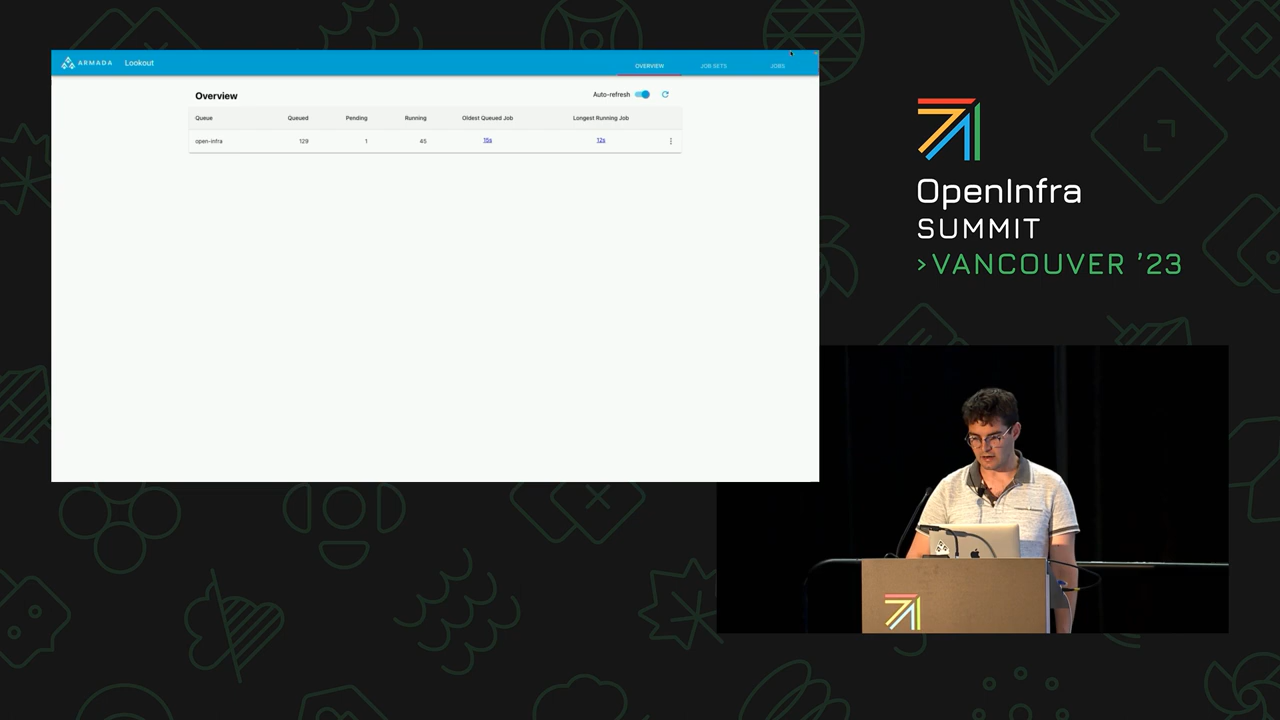 ARMADA Lookout
OVERVIEW JOB SETS JOBS
Overview
Auto-refresh
Queue Queued Pending Running Oldest Queued Job Longest Running Job
open-infra 129 1 45 15s 12s
OpenInfra
SUMMIT
>VANCOUVER ’23